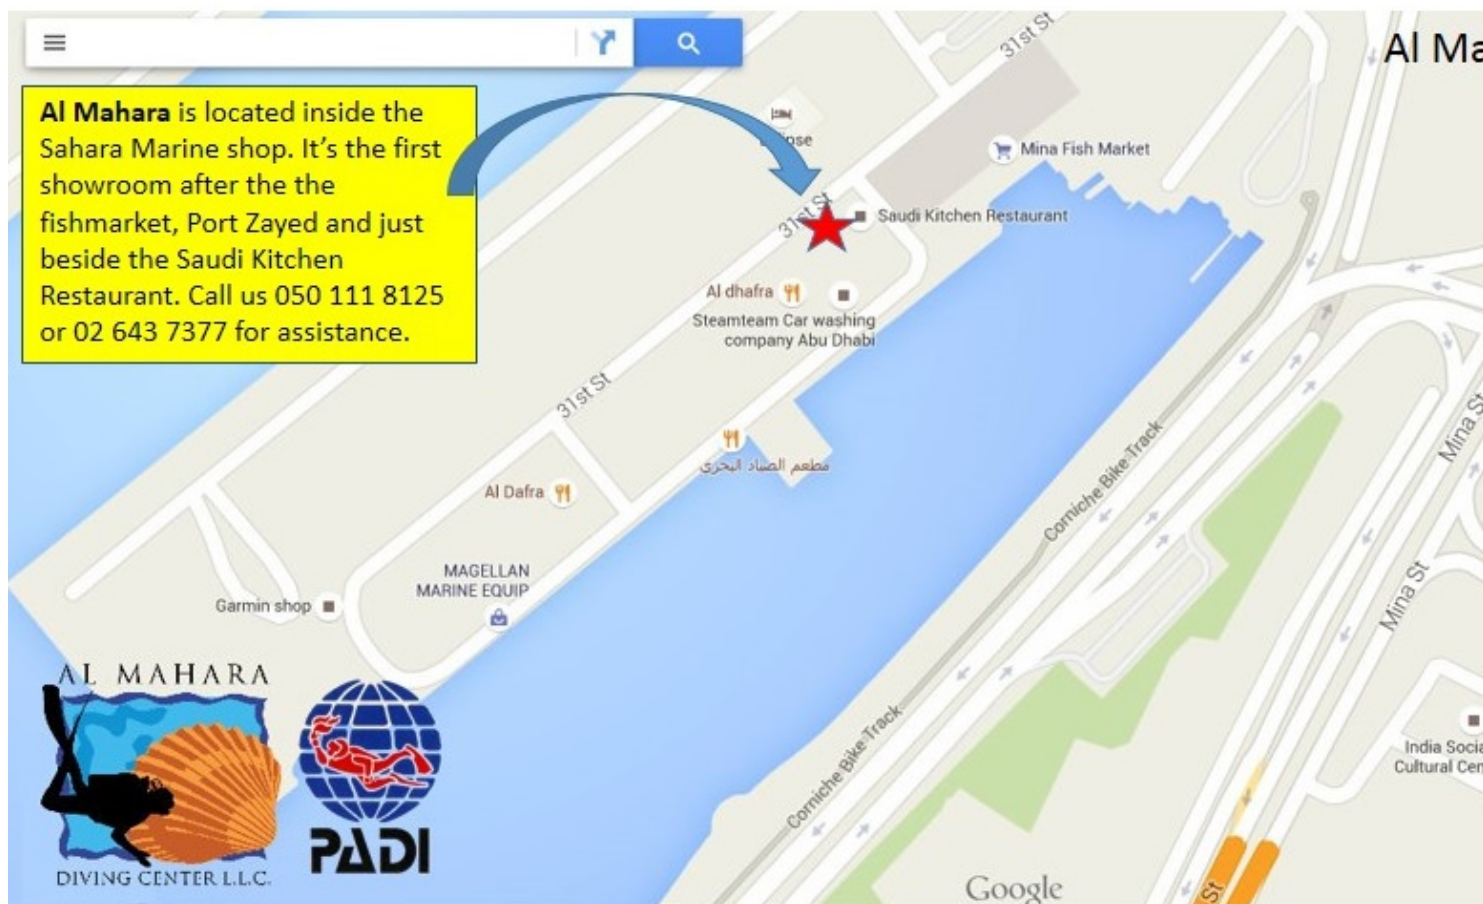 Al Ma
Al Mahara is located inside the
Sahara Marine shop. It's the first
showroom after the the
fishmarket, Port Zayed and just
beside the Saudi Kitchen
Restaurant. Call us 050 111 8125
or 02 643 7377 for assistance.
31st St
Mina Fish Market
31st St
Saudi Kitchen Restaurant
Al dhafra
Steamteam Car washing
company Abu Dhabi
31st St
مطعم الصياد البحري
Al Dafra
MAGELLAN
MARINE EQUIP
Garmin shop
Corniche Bike Track
Mina St
Mina St
Corniche Bike Track
India Socia
Cultural Cen
St
Google
AL MAHARA
DIVING CENTER L.L.C.
PADI